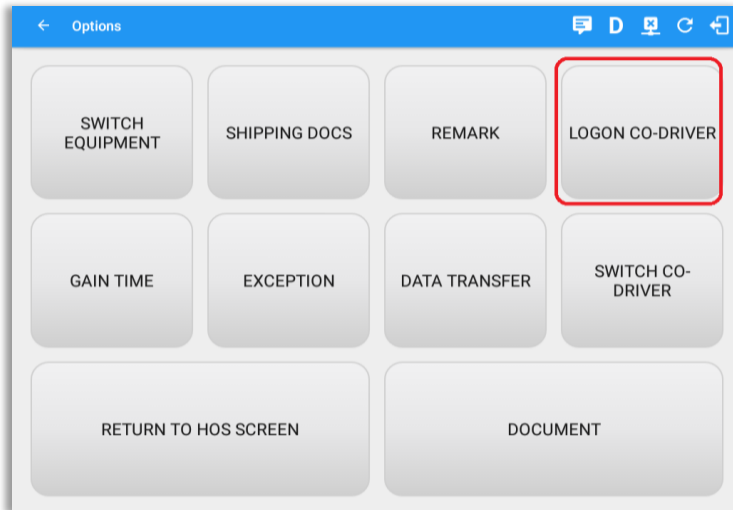 Options
D
SWITCH
EQUIPMENT
SHIPPING DOCS
REMARK
LOGON CO-DRIVER
GAIN TIME
EXCEPTION
DATA TRANSFER
SWITCH CO-
DRIVER
RETURN TO HOS SCREEN
DOCUMENT